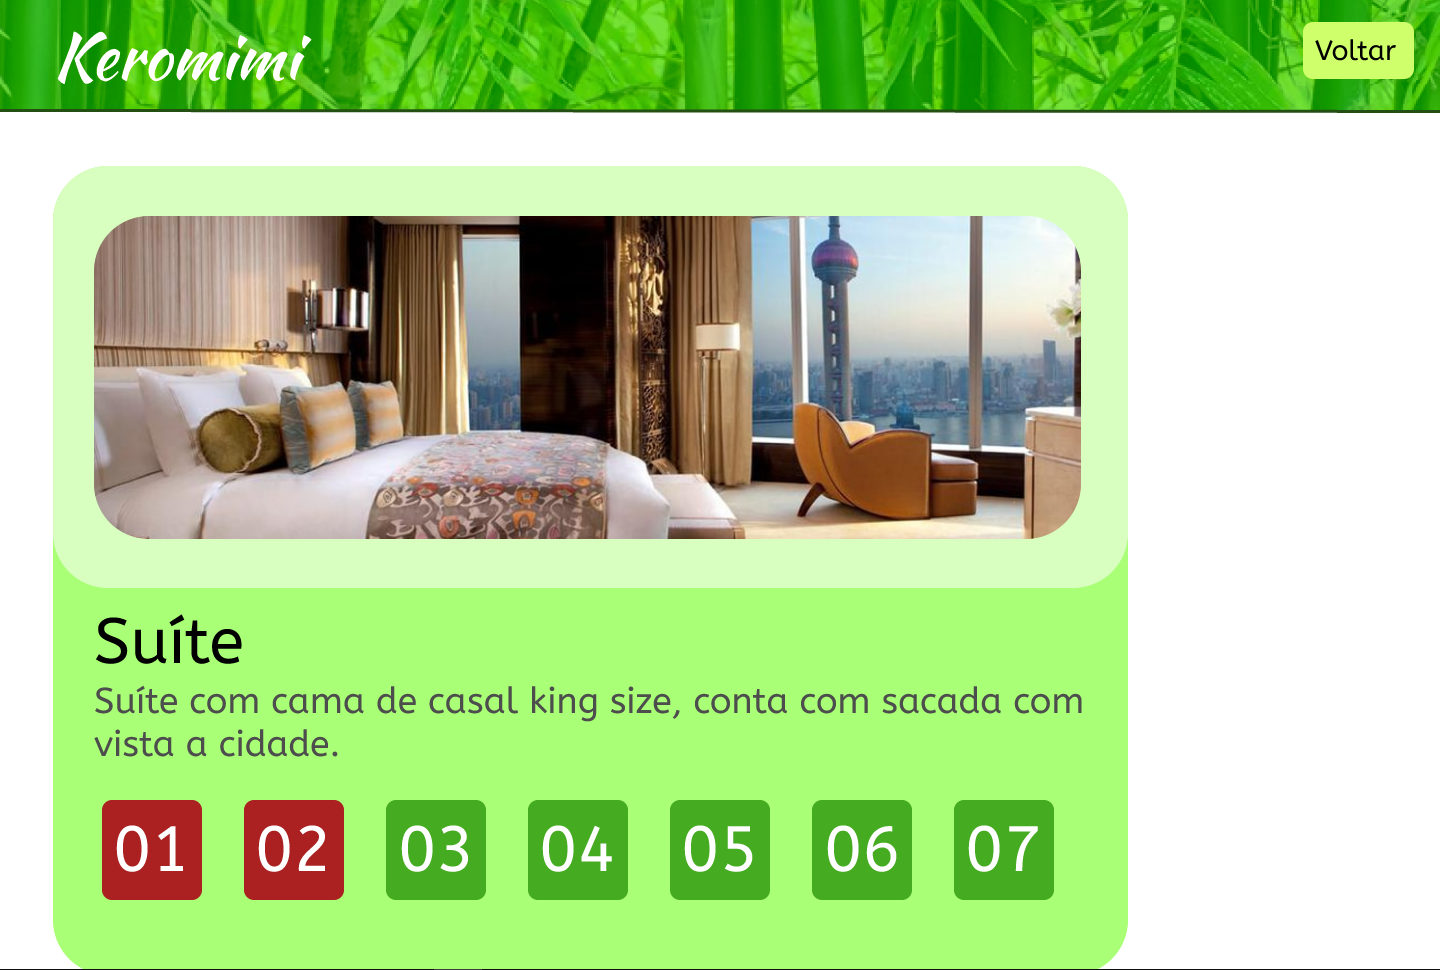 Keromimi
Voltar
Suíte
Suíte com cama de casal king size, conta com sacada com
vista a cidade.
01 02 03 04 05 06 07